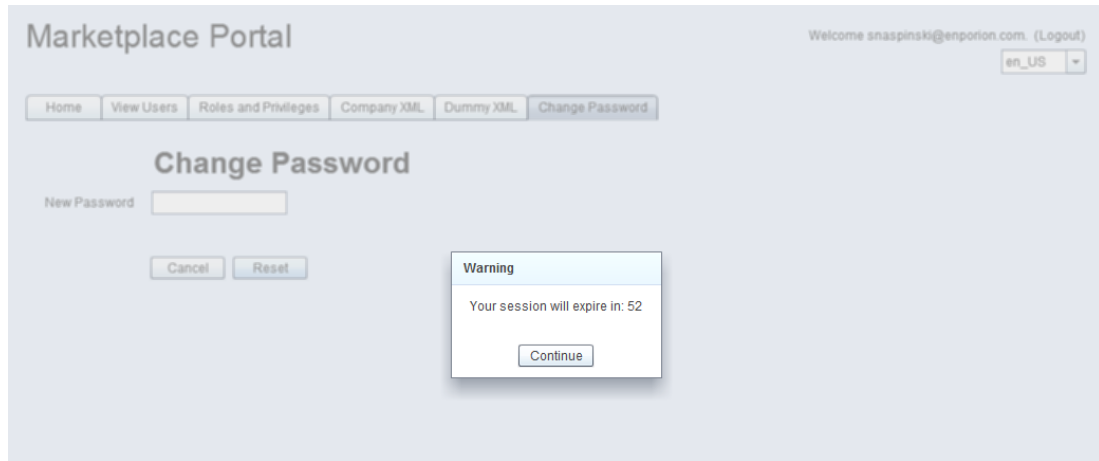 Marketplace Portal
Welcome snaspinski@enporion.com. (Logout)
en_US
Home View Users Roles and Privileges Company XML Dummy XML Change Password
Change Password
New Password
Cancel Reset
Warning
Your session will expire in: 52
Continue